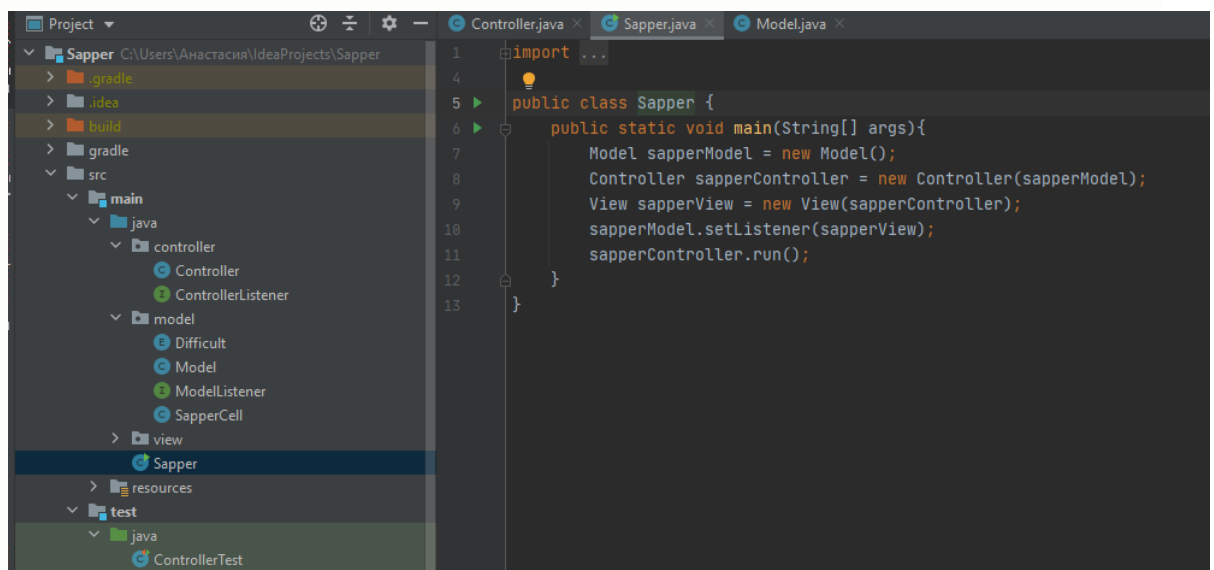 Project
Controller.java
Sapper.java
Model.java
Sapper C:\Users\Анастасия\IdeaProjects\Sapper
.gradle
.idea
build
gradle
src
main
java
controller
Controller
ControllerListener
model
Difficult
Model
ModelListener
SapperCell
view
Sapper
resources
test
java
ControllerTest
1 import ...
4
5 public class Sapper {
6 public static void main(String[] args){
7 Model sapperModel = new Model();
8 Controller sapperController = new Controller(sapperModel);
9 View sapperView = new View(sapperController);
10 sapperModel.setListener(sapperView);
11 sapperController.run();
12 }
13 }